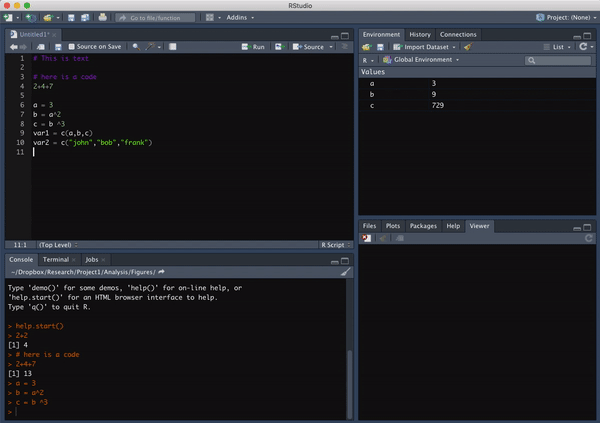 RStudio
Go to file/function
Addins
Project: (None)
Untitled1*
Source on Save
Run
Source
1 # This is text
2
3 # here is a code
4 2+4+7
5
6 a = 3
7 b = a^2
8 c = b ^3
9 var1 = c(a,b,c)
10 var2 = c("john","bob","frank")
11
11:1 (Top Level) R Script
Console Terminal Jobs
~/Dropbox/Research/Project1/Analysis/Figures/
Type 'demo()' for some demos, 'help()' for on-line help, or
'help.start()' for an HTML browser interface to help.
Type 'q()' to quit R.
> help.start()
> 2+2
[1] 4
> # here is a code
> 2+4+7
[1] 13
> a = 3
> b = a^2
> c = b ^3
>
Environment History Connections
Import Dataset List
R Global Environment
Values
a 3
b 9
c 729
Files Plots Packages Help Viewer